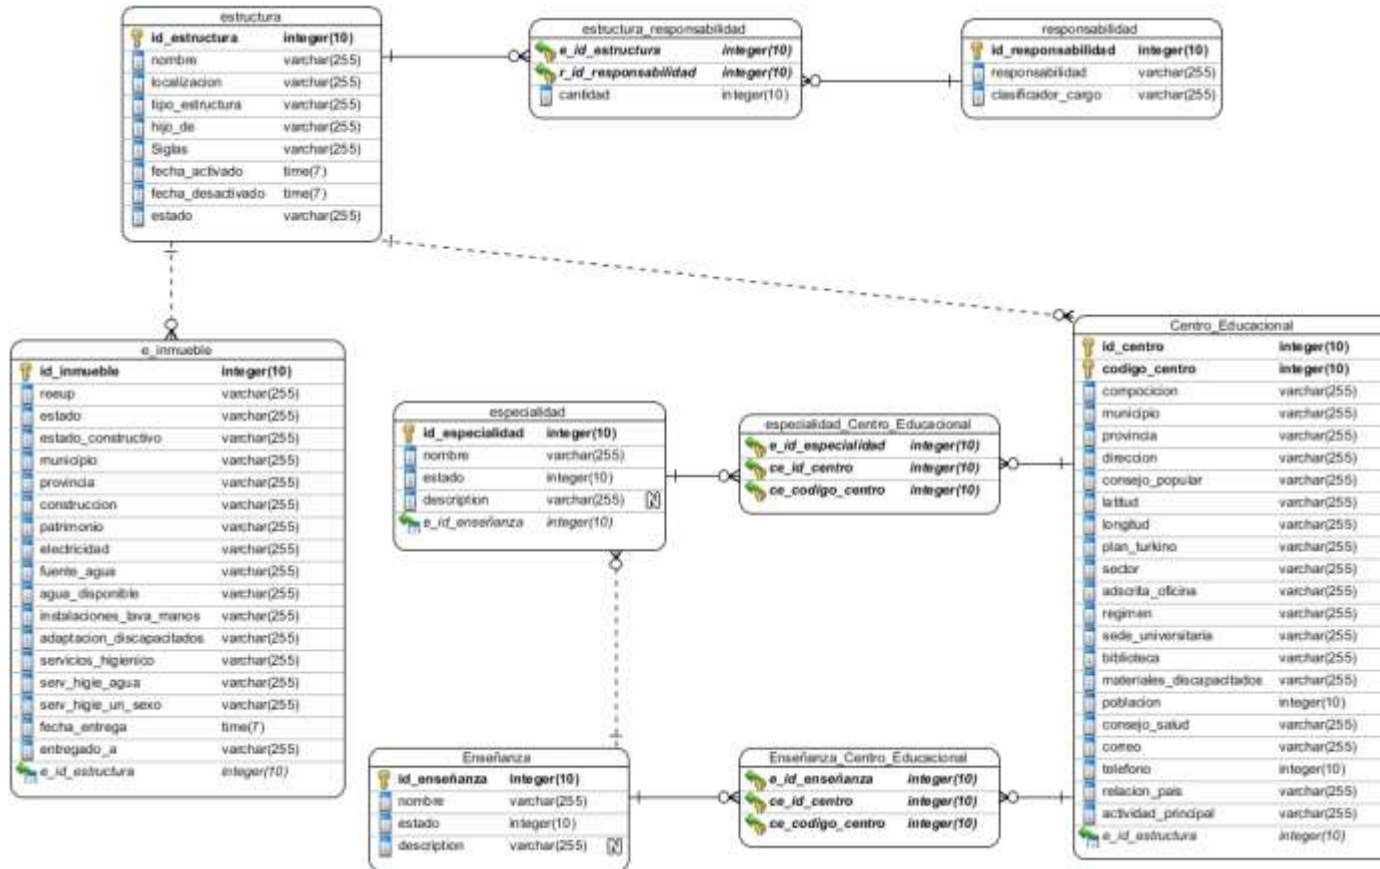 estructura
id_estructura integer(10)
nombre varchar(255)
localizacion varchar(255)
tipo_estructura varchar(255)
hijo_de varchar(255)
Siglas varchar(255)
fecha_activado time(7)
fecha_desactivado time(7)
estado varchar(255)
estructura_responsabilidad
e_id_estructura integer(10)
r_id_responsabilidad integer(10)
cantidad integer(10)
responsabilidad
id_responsabilidad integer(10)
responsabilidad varchar(255)
clasificador_cargo varchar(255)
e_inmueble
id_inmueble integer(10)
reeup varchar(255)
estado varchar(255)
estado_constructivo varchar(255)
municipio varchar(255)
provincia varchar(255)
construccion varchar(255)
patrimonio varchar(255)
electricidad varchar(255)
fuente_agua varchar(255)
agua_disponible varchar(255)
instalaciones_lava_manos varchar(255)
adaptacion_discapacitados varchar(255)
servicios_higienico varchar(255)
serv_higie_agua varchar(255)
serv_higie_un_sexo varchar(255)
fecha_entrega time(7)
entregado_a varchar(255)
e_id_estructura integer(10)
especialidad
id_especialidad integer(10)
nombre varchar(255)
estado integer(10)
description varchar(255) N
e_id_enseñanza integer(10)
especialidad_Centro_Educacional
e_id_especialidad integer(10)
ce_id_centro integer(10)
ce_codigo_centro integer(10)
Centro_Educacional
id_centro integer(10)
codigo_centro integer(10)
compocicion varchar(255)
municipio varchar(255)
provincia varchar(255)
direccion varchar(255)
consejo_popular varchar(255)
latitud varchar(255)
longitud varchar(255)
plan_turkino varchar(255)
sector varchar(255)
adscrita_oficina varchar(255)
regimen varchar(255)
sede_universitaria varchar(255)
biblioteca varchar(255)
materiales_discapacitados varchar(255)
poblacion integer(10)
consejo_salud varchar(255)
correo varchar(255)
telefono integer(10)
relacion_pais varchar(255)
actividad_principal varchar(255)
e_id_estructura integer(10)
Enseñanza
id_enseñanza integer(10)
nombre varchar(255)
estado integer(10)
description varchar(255) N
Enseñanza_Centro_Educacional
e_id_enseñanza integer(10)
ce_id_centro integer(10)
ce_codigo_centro integer(10)